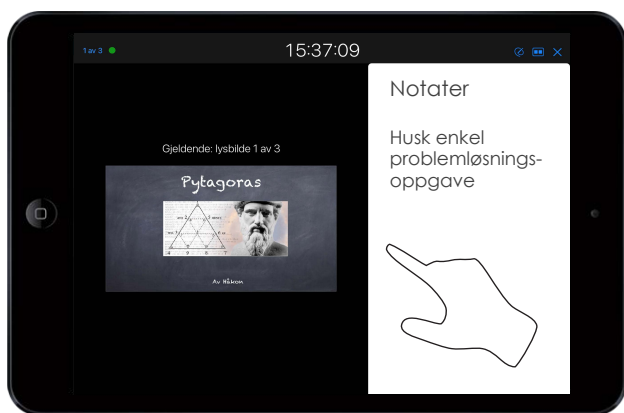 1 av 3
15:37:09
Gjeldende: lysbilde 1 av 3
Pytagoras
Av Håkon
Notater
Husk enkel
problemløsnings-
oppgave